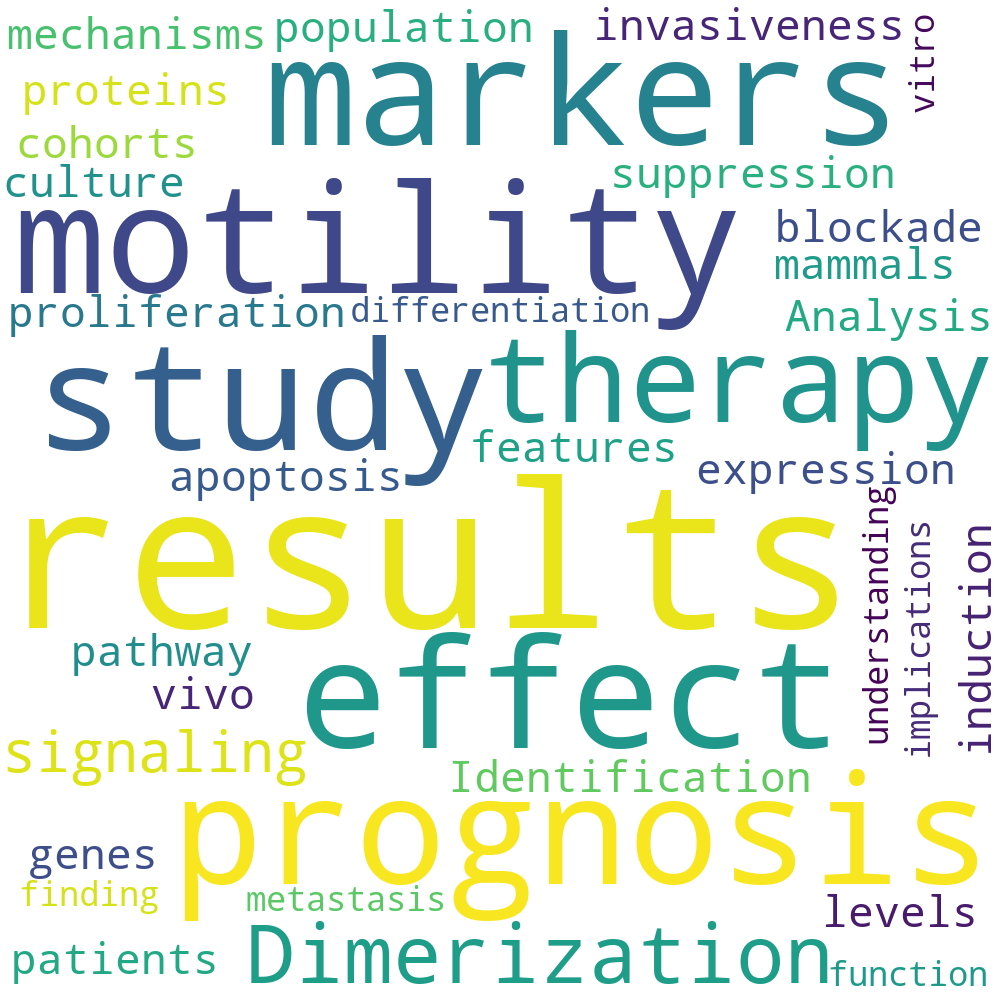 mechanisms
population
invasiveness
vitro
markers
proteins
cohorts
culture
suppression
motility
blockade
mammals
proliferation
differentiation
Analysis
study
therapy
features
apoptosis
expression
results
understanding
implications
induction
pathway
vivo
effect
signaling
Identification
prognosis
genes
finding
metastasis
levels
patients
Dimerization
function